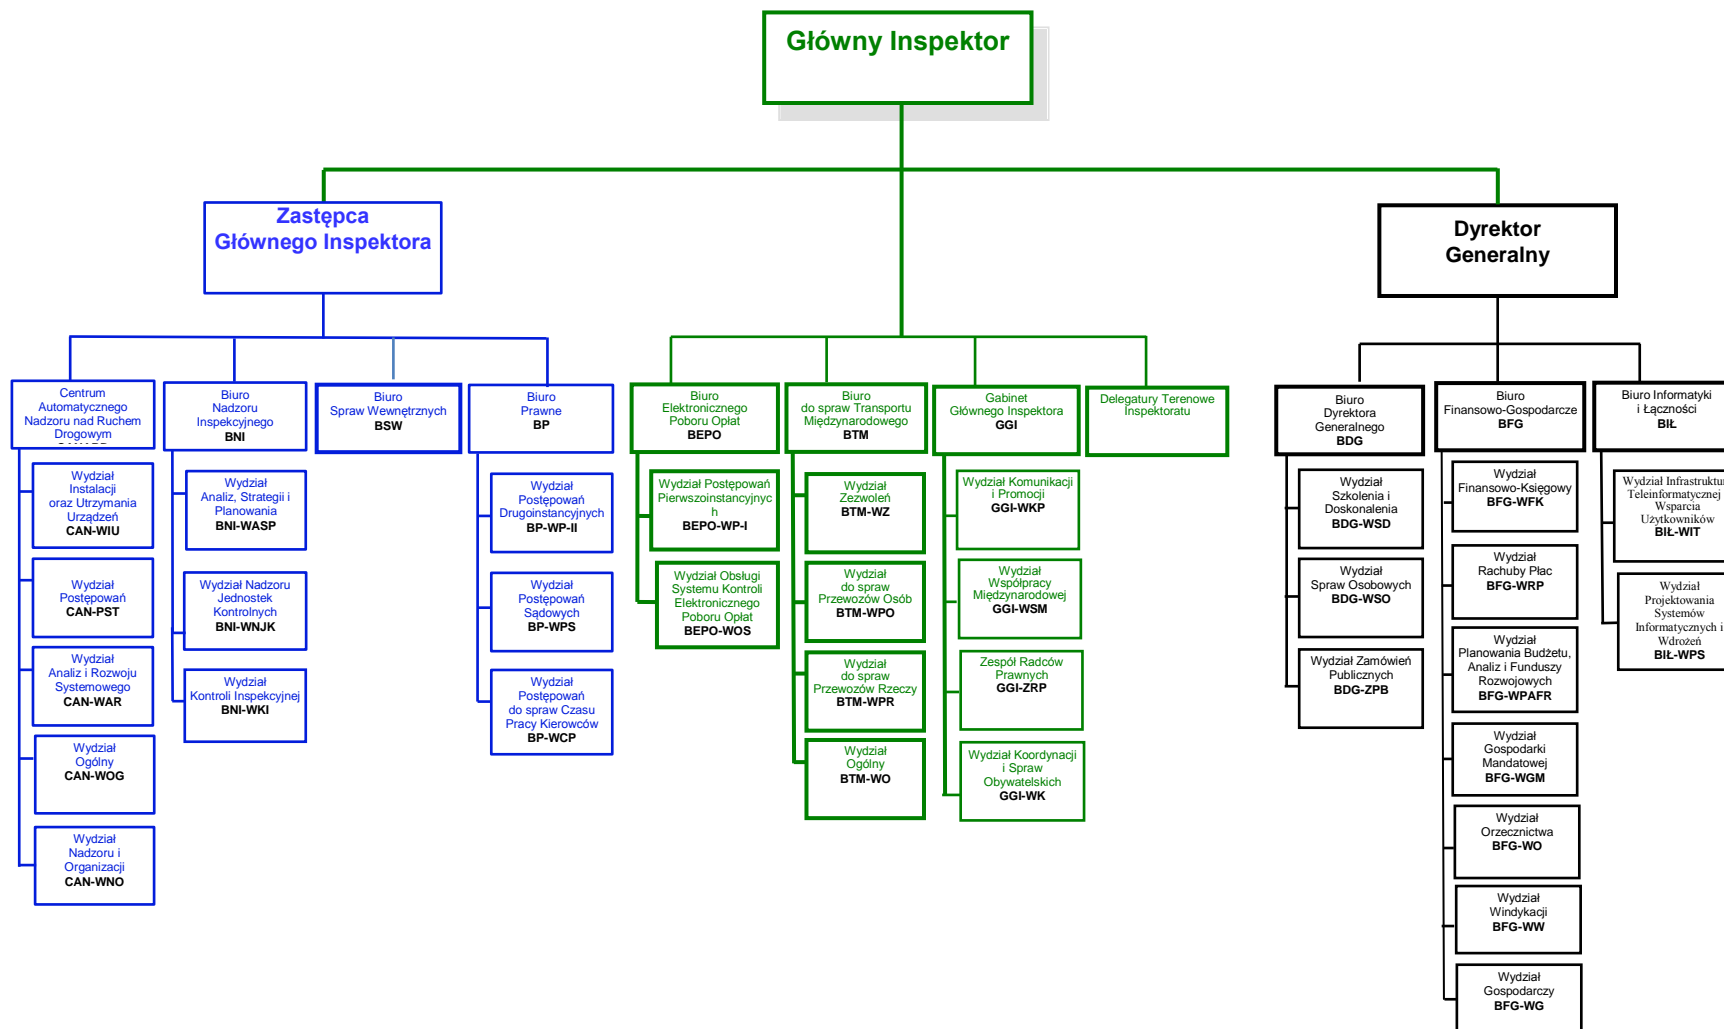 Główny Inspektor
Zastępca
Głównego Inspektora
Dyrektor
Generalny
Centrum
Automatycznego
Nadzoru nad Ruchem
Drogowym
Wydział
Instalacji
oraz Utrzymania
Urządzeń
CAN-WIU
Wydział
Postępowań
CAN-PST
Wydział
Analiz i Rozwoju
Systemowego
CAN-WAR
Wydział
Ogólny
CAN-WOG
Wydział
Nadzoru i
Organizacji
CAN-WNO
Biuro
Nadzoru
Inspekcyjnego
BNI
Wydział
Analiz, Strategii i
Planowania
BNI-WASP
Wydział Nadzoru
Jednostek
Kontrolnych
BNI-WNJK
Wydział
Kontroli Inspekcyjnej
BNI-WKI
Biuro
Spraw Wewnętrznych
BSW
Biuro
Prawne
BP
Wydział
Postępowań
Drugoinstancyjnych
BP-WP-II
Wydział
Postępowań
Sądowych
BP-WPS
Wydział
Postępowań
do spraw Czasu
Pracy Kierowców
BP-WCP
Biuro
Elektronicznego
Poboru Opłat
BEPO
Wydział Postępowań
Pierwszoinstancyjnyc
h
BEPO-WP-I
Wydział Obsługi
Systemu Kontroli
Elektronicznego
Poboru Opłat
BEPO-WOS
Biuro
do spraw Transportu
Międzynarodowego
BTM
Wydział
Zezwoleń
BTM-WZ
Wydział
do spraw
Przewozów Osób
BTM-WPO
Wydział
do spraw
Przewozów Rzeczy
BTM-WPR
Wydział
Ogólny
BTM-WO
Gabinet
Głównego Inspektora
GGI
Wydział Komunikacji
i Promocji
GGI-WKP
Wydział
Współpracy
Międzynarodowej
GGI-WSM
Zespół Radców
Prawnych
GGI-ZRP
Wydział Koordynacji
i Spraw
Obywatelskich
GGI-WK
Delegatury Terenowe
Inspektoratu
Biuro
Dyrektora
Generalnego
BDG
Wydział
Szkolenia i
Doskonalenia
BDG-WSD
Wydział
Spraw Osobowych
BDG-WSO
Wydział Zamówień
Publicznych
BDG-ZPB
Biuro
Finansowo-Gospodarcze
BFG
Wydział
Finansowo-Księgowy
BFG-WFK
Wydział
Rachuby Płac
BFG-WRP
Wydział
Planowania Budżetu,
Analiz i Funduszy
Rozwojowych
BFG-WPAFR
Wydział
Gospodarki
Mandatowej
BFG-WGM
Wydział
Orzecznictwa
BFG-WO
Wydział
Windykacji
BFG-WW
Wydział
Gospodarczy
BFG-WG
Biuro Informatyki
i Łączności
BIŁ
Wydział Infrastruktur
Teleinformatycznej
Wsparcia
Użytkowników
BIŁ-WIT
Wydział
Projektowania
Systemów
Informatycznych i
Wdrożeń
BIŁ-WPS